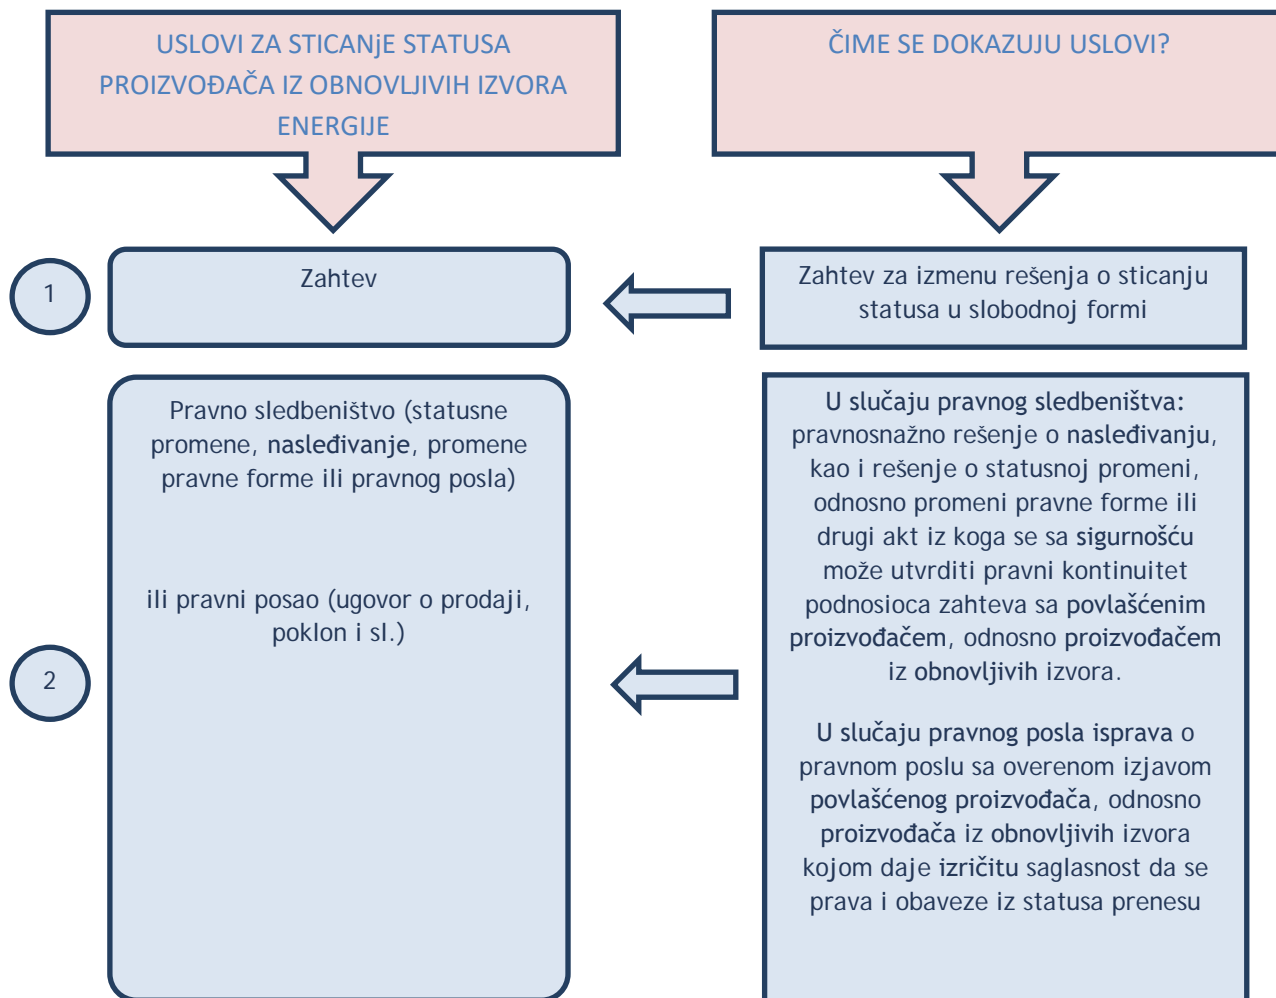 USLOVI ZA STICANjE STATUSA
PROIZVOĐAČA IZ OBNOVLJIVIH IZVORA
ENERGIJE
ČIME SE DOKAZUJU USLOVI?
1
Zahtev
Zahtev za izmenu rešenja o sticanju
statusa u slobodnoj formi
2
Pravno sledbeništvo (statusne
promene, nasleđivanje, promene
pravne forme ili pravnog posla)
ili pravni posao (ugovor o prodaji,
poklon i sl.)
U slučaju pravnog sledbeništva:
pravnosnažno rešenje o nasleđivanju,
kao i rešenje o statusnoj promeni,
odnosno promeni pravne forme ili
drugi akt iz koga se sa sigurnošću
može utvrditi pravni kontinuitet
podnosioca zahteva sa povlašćenim
proizvođačem, odnosno proizvođačem
iz obnovljivih izvora.
U slučaju pravnog posla isprava o
pravnom poslu sa overenom izjavom
povlašćenog proizvođača, odnosno
proizvođača iz obnovljivih izvora
kojom daje izričitu saglasnost da se
prava i obaveze iz statusa prenesu